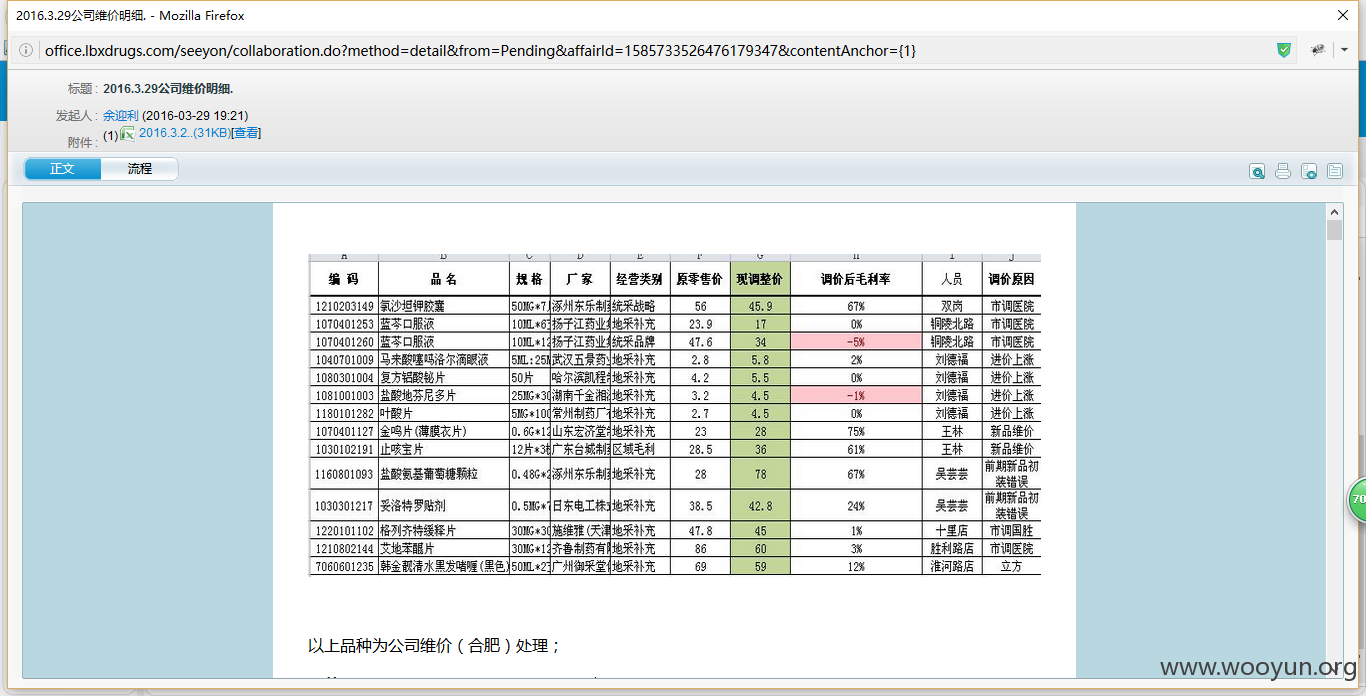 2016.3.29公司维价明细. - Mozilla Firefox
office.lbxdrugs.com/seeyon/collaboration.do?method=detail&from=Pending&affairId=1585733526476179347&contentAnchor={1}
标题: 2016.3.29公司维价明细.
发起人: 余迎利 (2016-03-29 19:21)
附件: (1) 2016.3.2..(31KB)[查看]
正文 流程
A B C D E F G H I J
编 码 品 名 规 格 厂 家 经营类别 原零售价 现调整价 调价后毛利率 人员 调价原因
1210203149 氯沙坦钾胶囊 50MG*7 涿州东乐制药 统采战略 56 45.9 67% 双岗 市调医院
1070401253 蓝芩口服液 10ML*6 扬子江药业 地采补充 23.9 17 0% 铜陵北路 市调医院
1070401260 蓝芩口服液 10ML*12 扬子江药业 统采品牌 47.6 34 -5% 铜陵北路 市调医院
1040701009 马来酸噻吗洛尔滴眼液 5ML:25M 武汉五景药业 地采补充 2.8 5.8 2% 刘德福 进价上涨
1080301004 复方铝酸铋片 50片 哈尔滨凯程 地采补充 4.2 5.5 0% 刘德福 进价上涨
1081001003 盐酸地芬尼多片 25MG*30 湖南千金湘 地采补充 3.2 4.5 -1% 刘德福 进价上涨
1180101282 叶酸片 5MG*100 常州制药厂 地采补充 2.7 4.5 0% 刘德福 进价上涨
1070401127 金鸣片(薄膜衣片) 0.6G*12 山东宏济堂 地采补充 23 28 75% 王林 新品维价
1030102191 止咳宝片 12片*3 广东台城制药 区域毛利 28.5 36 61% 王林 新品维价
1160801093 盐酸氨基葡萄糖颗粒 0.48G*2 涿州东乐制药 地采补充 28 78 67% 吴芸芸 前期新品初装错误
1030301217 妥洛特罗贴剂 0.5MG*7 日东电工株 地采补充 38.5 42.8 24% 吴芸芸 前期新品初装错误
1220101102 格列齐特缓释片 30MG*30 施维雅(天津 地采补充 47.8 45 1% 十里店 市调国胜
1210802144 艾地苯醌片 30MG*12 齐鲁制药有限 地采补充 86 60 3% 胜利路店 市调医院
7060601235 韩金靓清水黑发啫喱(黑色) 50ML*2 广州御采堂 地采补充 69 59 12% 淮河路店 立方
以上品种为公司维价（合肥）处理；
70
www.wooyun.org